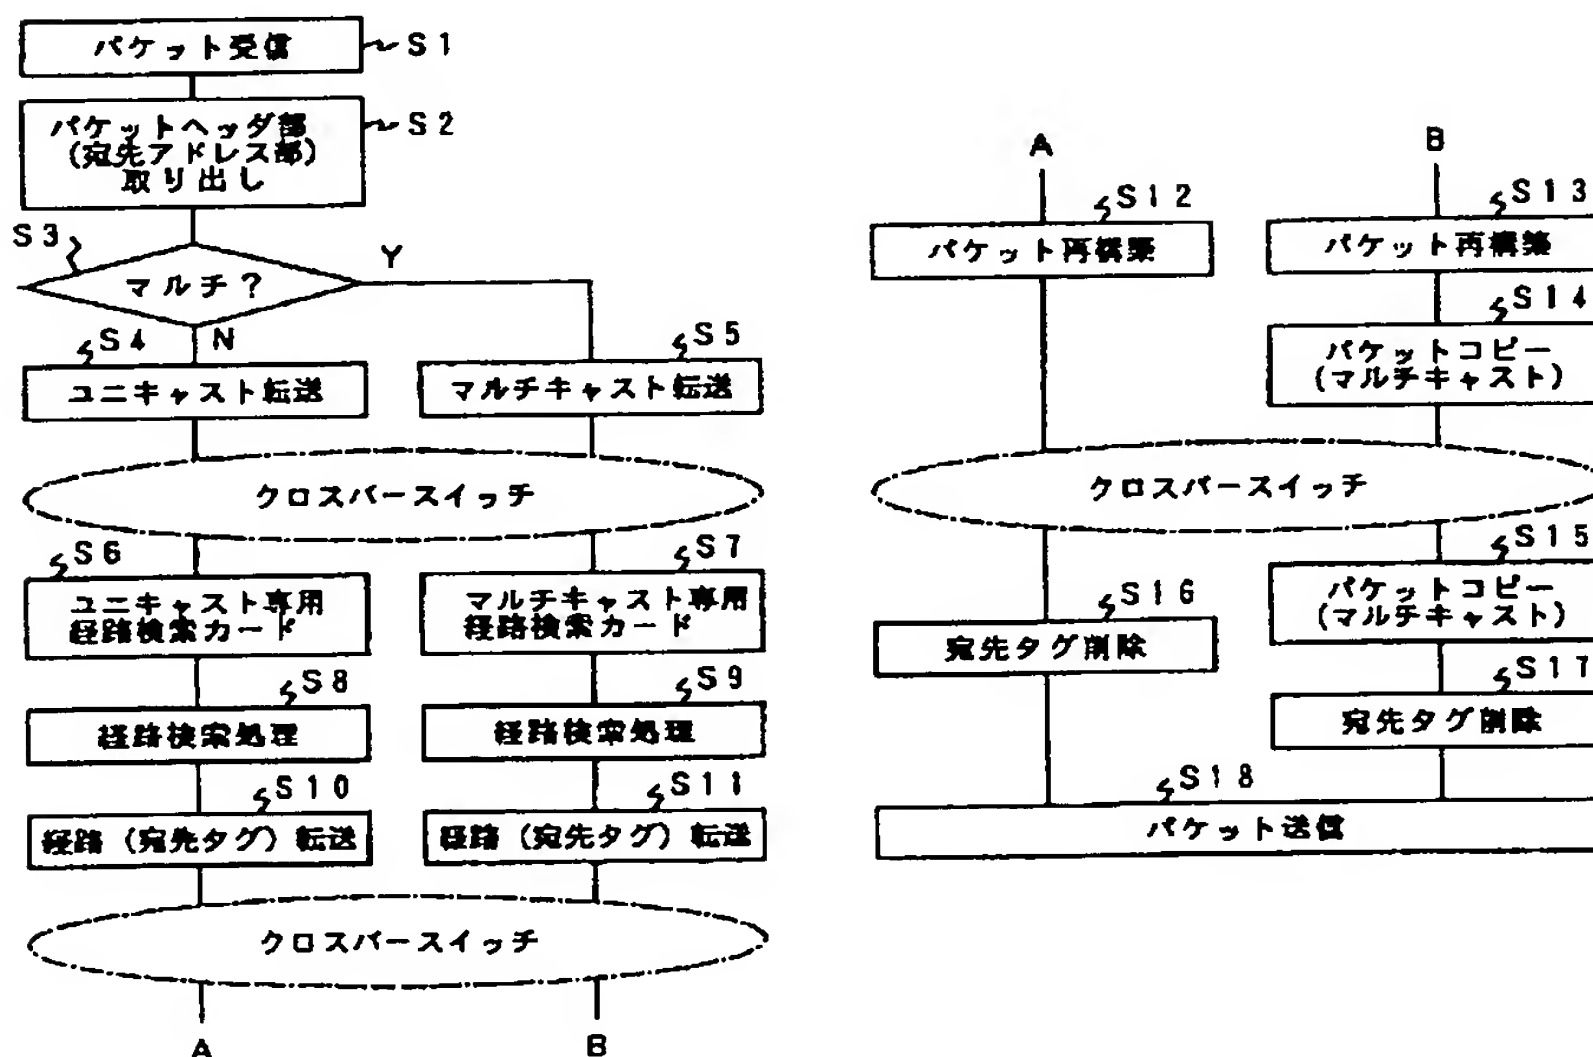 パケット受信
S1
パケットヘッダ部
(宛先アドレス部)
取り出し
S2
S3
マルチ？
Y
N
S4
ユニキャスト転送
S5
マルチキャスト転送
クロスバースイッチ
S6
ユニキャスト専用
経路検索カード
S7
マルチキャスト専用
経路検索カード
S8
経路検索処理
S9
経路検索処理
S10
経路（宛先タグ）転送
S11
経路（宛先タグ）転送
クロスバースイッチ
A
B
A
B
S12
パケット再構築
S13
パケット再構築
S14
パケットコピー
(マルチキャスト)
クロスバースイッチ
S15
パケットコピー
(マルチキャスト)
S16
宛先タグ削除
S17
宛先タグ削除
S18
パケット送信